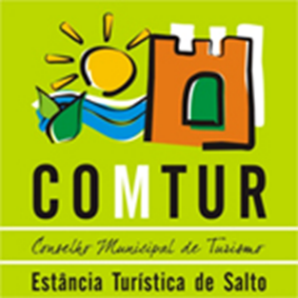 COMTUR
Conselho Municipal de Turismo
Estância Turística de Salto